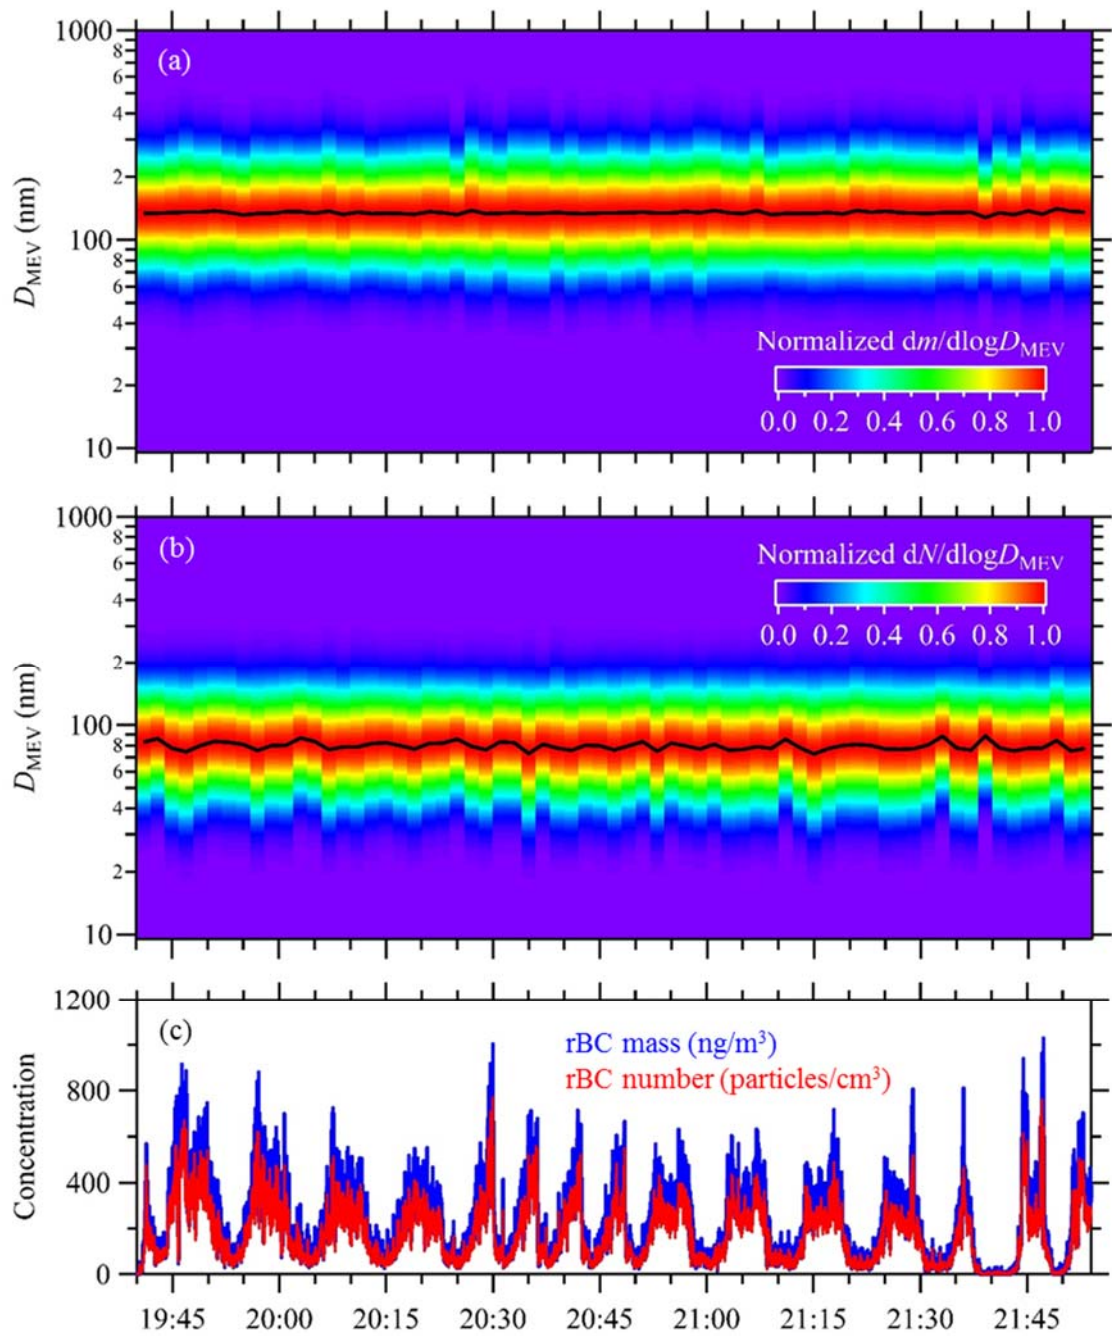 1000
8
6
4
2
100
8
6
4
2
10
D_MEV (nm)
(a)
Normalized dm/dlogD_MEV
0.0 0.2 0.4 0.6 0.8 1.0
1000
8
6
4
2
100
8
6
4
2
10
D_MEV (nm)
(b)
Normalized dN/dlogD_MEV
0.0 0.2 0.4 0.6 0.8 1.0
1200
800
400
0
Concentration
(c)
rBC mass (ng/m³)
rBC number (particles/cm³)
19:45 20:00 20:15 20:30 20:45 21:00 21:15 21:30 21:45